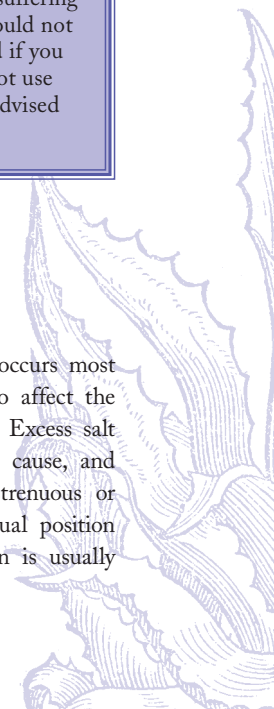 suffering
ould not
if you
ot use
dvised
occurs most
o affect the
Excess salt
cause, and
trenuous or
ual position
n is usually